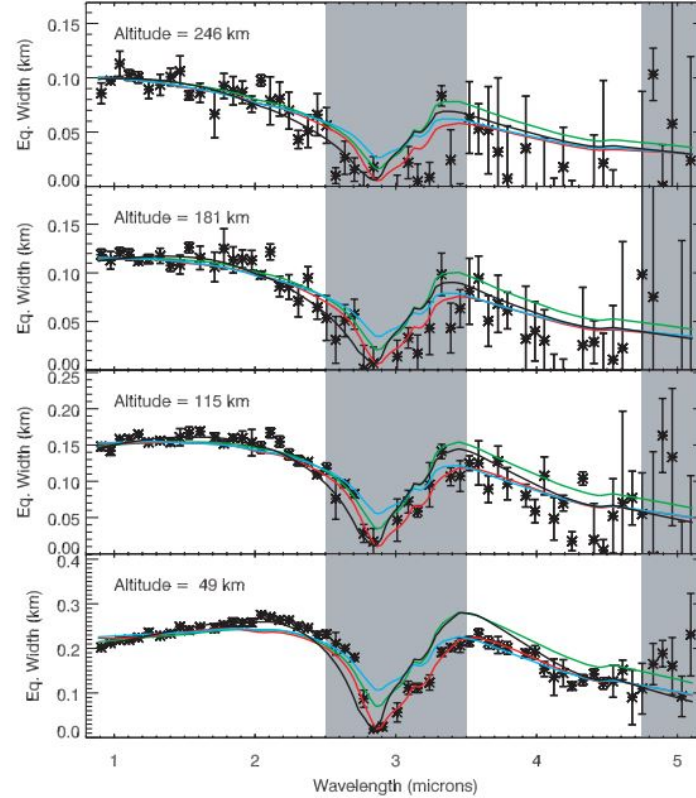 Altitude = 246 km
0.15
0.10
0.05
0.00
Eq. Width (km)
Altitude = 181 km
0.15
0.10
0.05
0.00
Eq. Width (km)
Altitude = 115 km
0.25
0.20
0.15
0.10
0.05
0.00
Eq. Width (km)
Altitude = 49 km
0.4
0.3
0.2
0.1
0.0
Eq. Width (km)
1 2 3 4 5
Wavelength (microns)